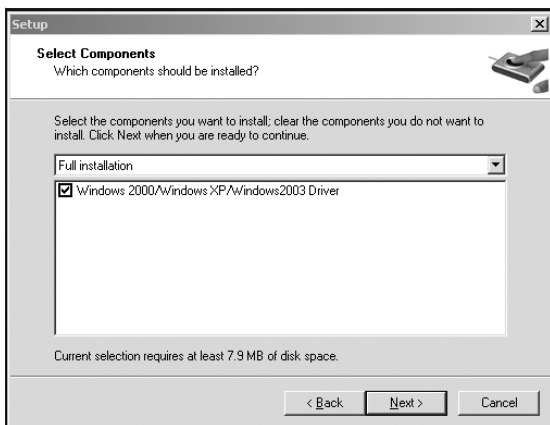 Setup
Select Components
Which components should be installed?
Select the components you want to install; clear the components you do not want to
install. Click Next when you are ready to continue.
Full installation
Windows 2000/Windows XP/Windows2003 Driver
Current selection requires at least 7.9 MB of disk space.
< Back
Next >
Cancel